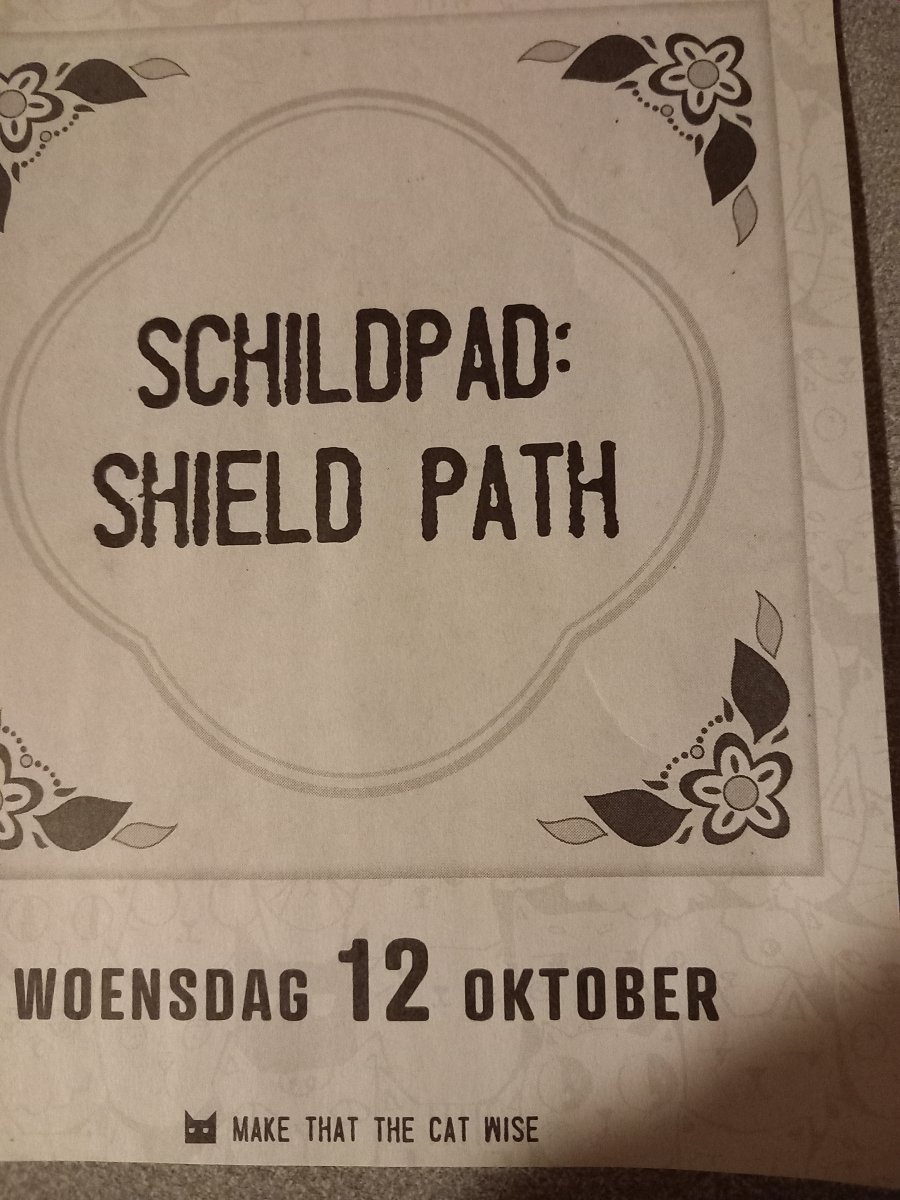 SCHILDPAD:
SHIELD PATH
WOENSDAG 12 OKTOBER
MAKE THAT THE CAT WISE